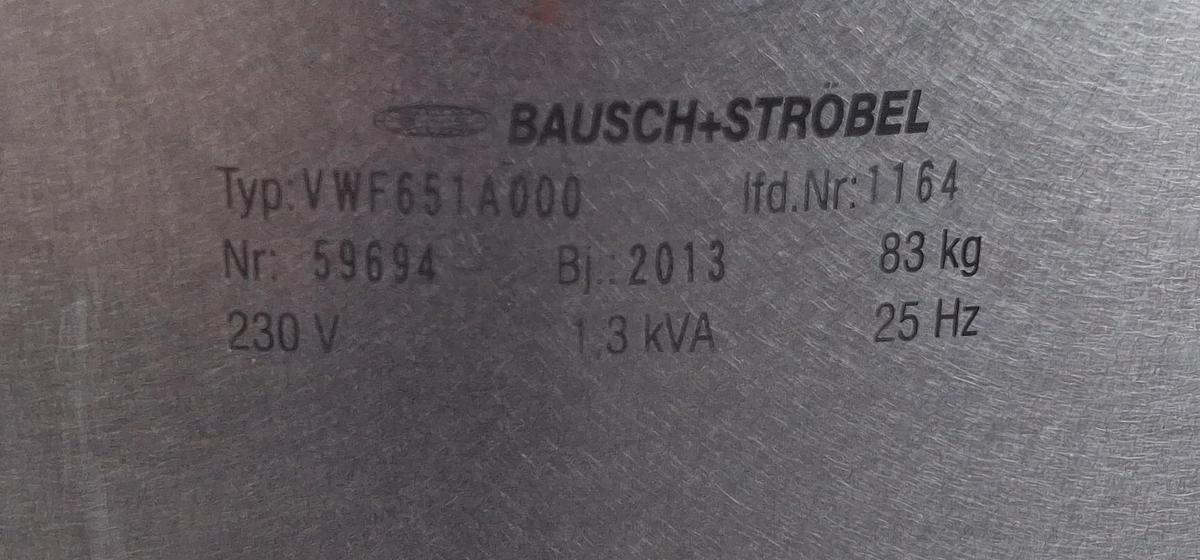 BAUSCH+STRÖBEL
Typ:VWF651A000 lfd.Nr:1164
Nr: 59694 Bj.:2013 83 kg
230 V 1,3 kVA 25 Hz